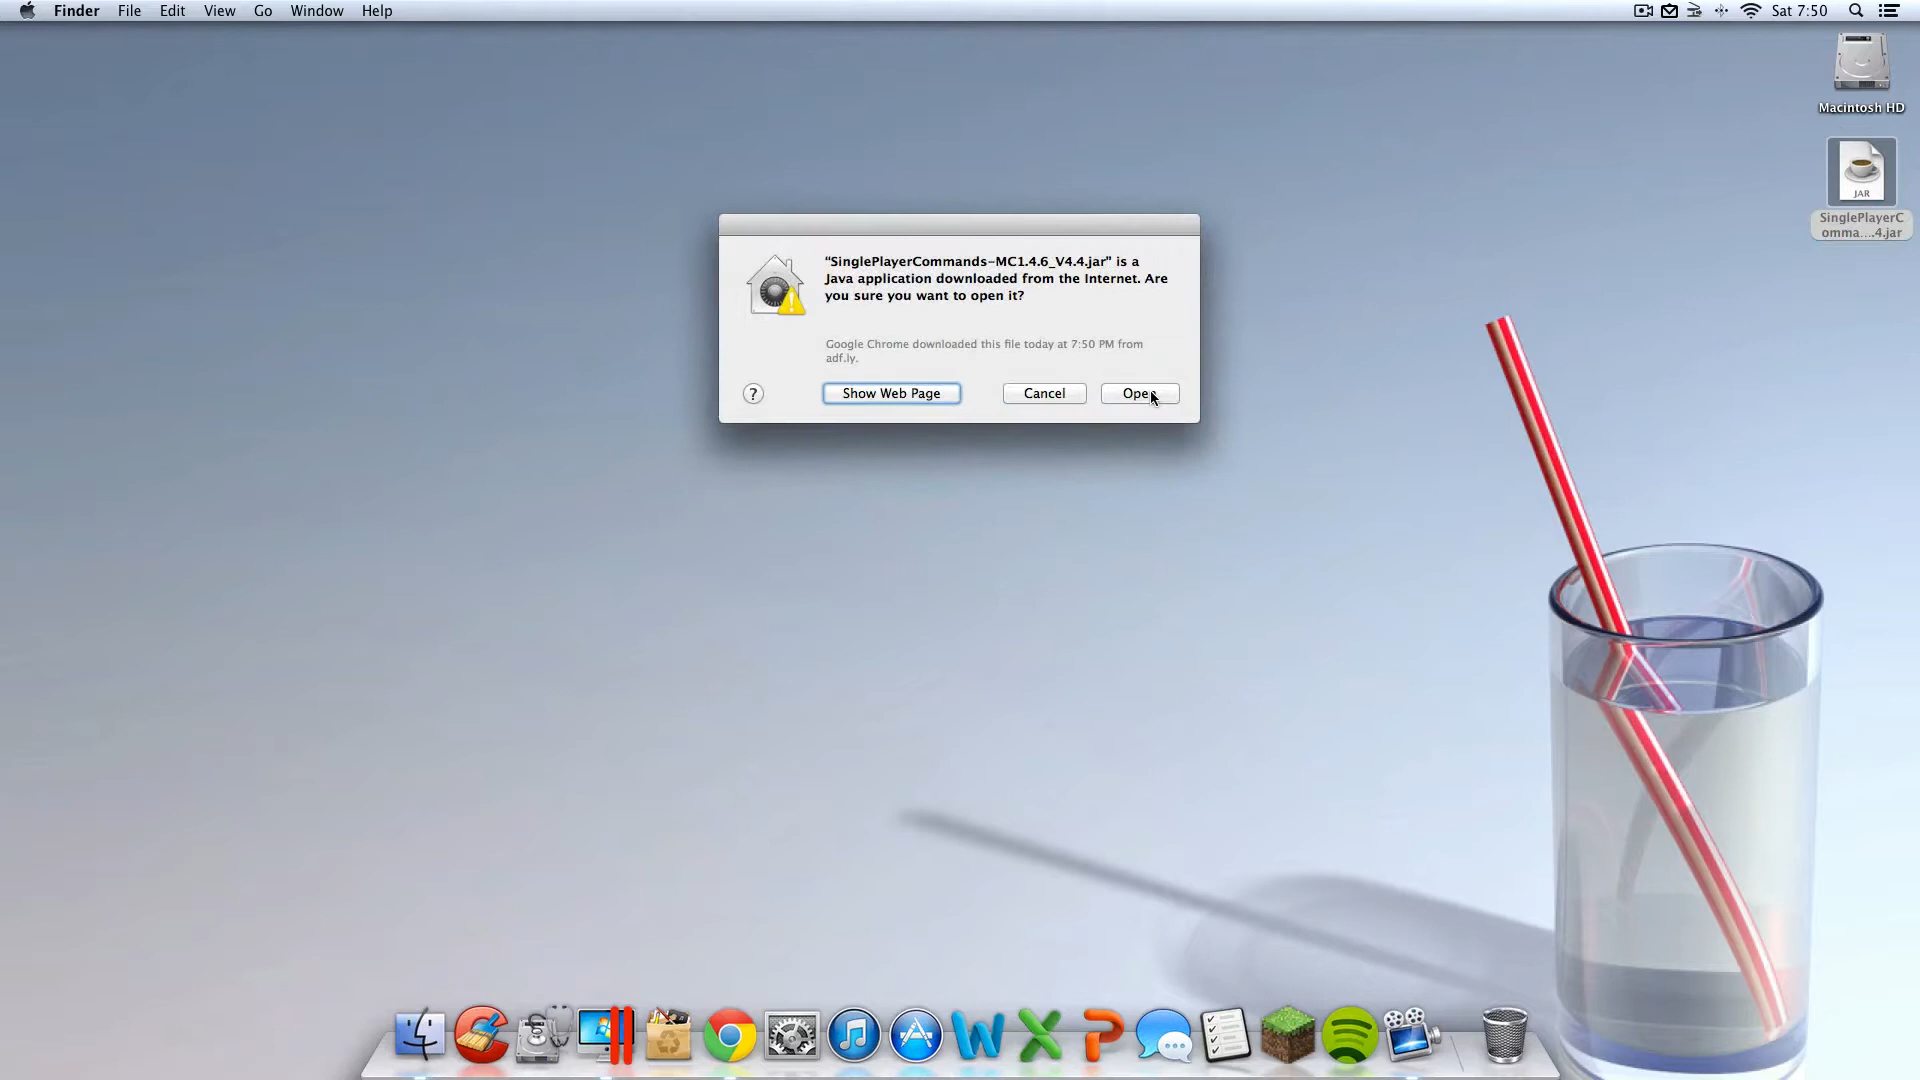 Finder File Edit View Go Window Help Sat 7:50
Macintosh HD
JAR
SinglePlayerC
omma....4.jar
"SinglePlayerCommands-MC1.4.6_V4.4.jar" is a
Java application downloaded from the Internet. Are
you sure you want to open it?
Google Chrome downloaded this file today at 7:50 PM from
adf.ly.
? Show Web Page Cancel Open